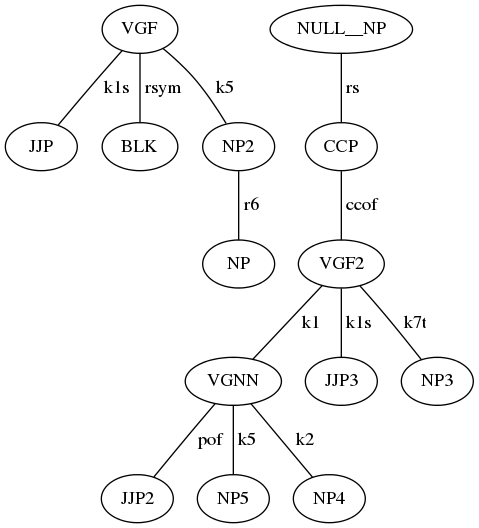 VGF NULL__NP
k1s rsym k5 rs
JJP BLK NP2 CCP
r6 ccof
NP VGF2
k1 k1s k7t
VGNN JJP3 NP3
pof k5 k2
JJP2 NP5 NP4